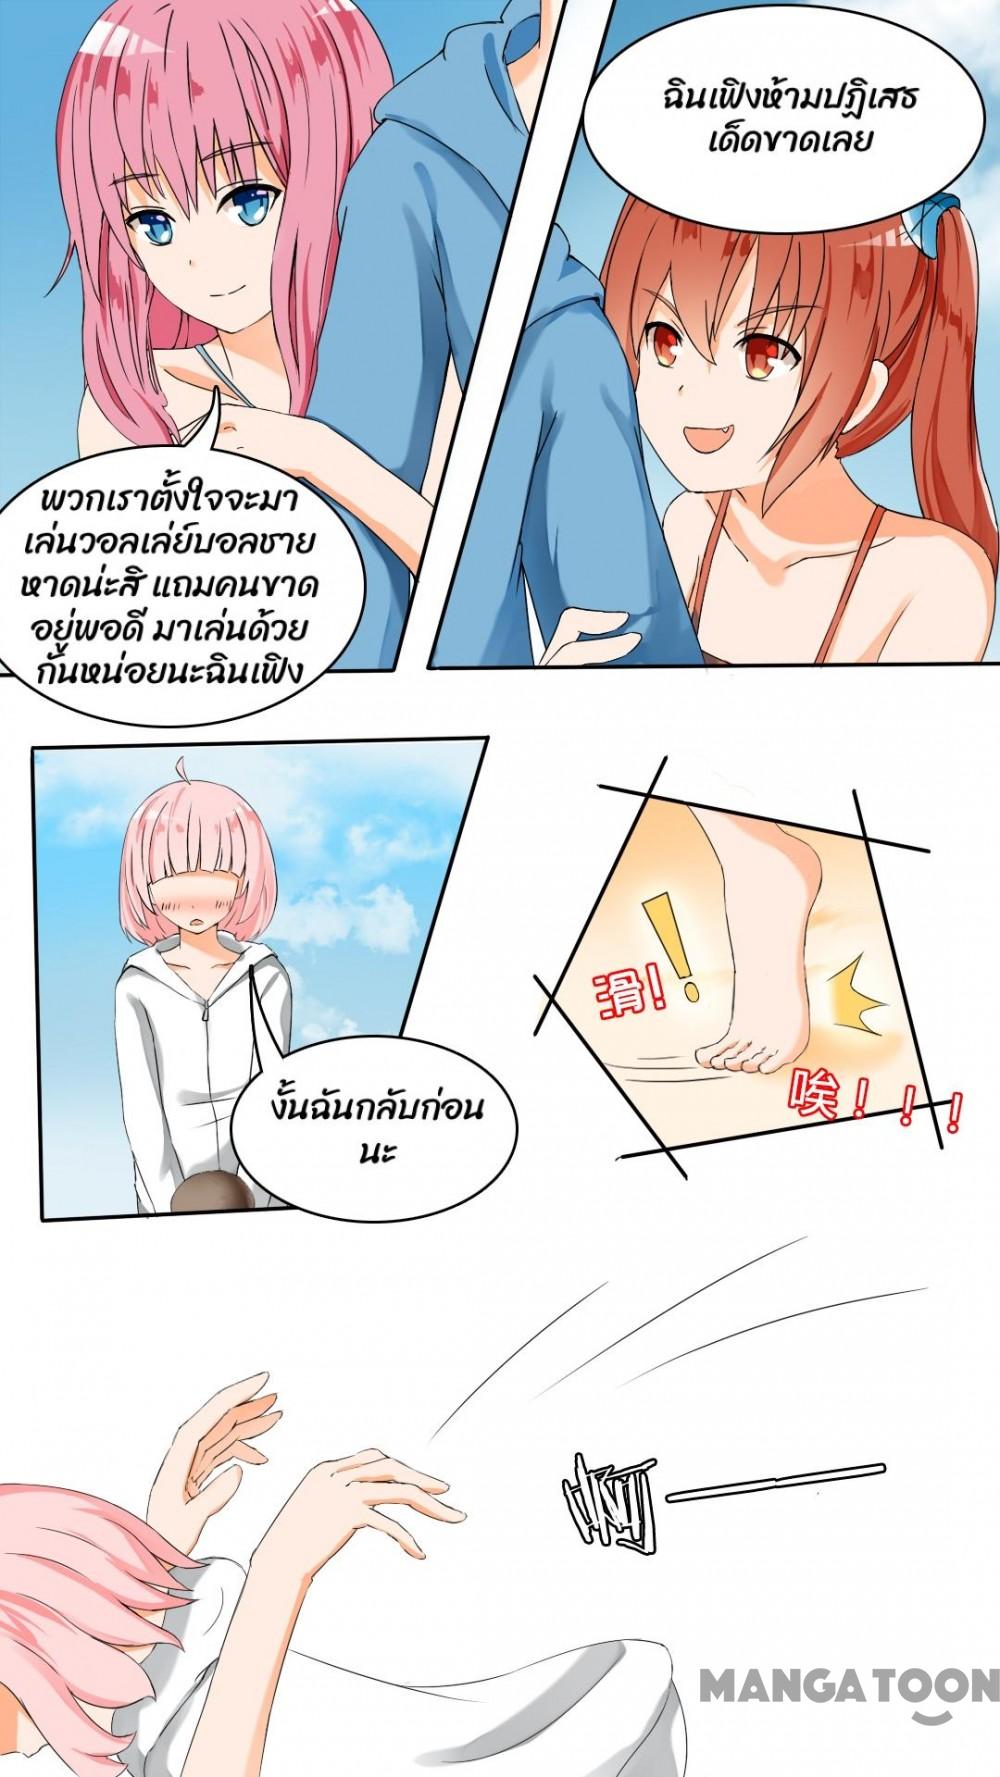 ฉินเฟิงห้ามปฏิเสธ
เด็ดขาดเลย
พวกเราตั้งใจจะมา
เล่นวอลเล่ย์บอลชาย
หาดน่ะสิ แถมคนขาด
อยู่พอดี มาเล่นด้วย
กันหน่อยนะฉินเฟิง
งั้นฉันกลับก่อน
นะ
滑!
唉！！！
MANGATOON